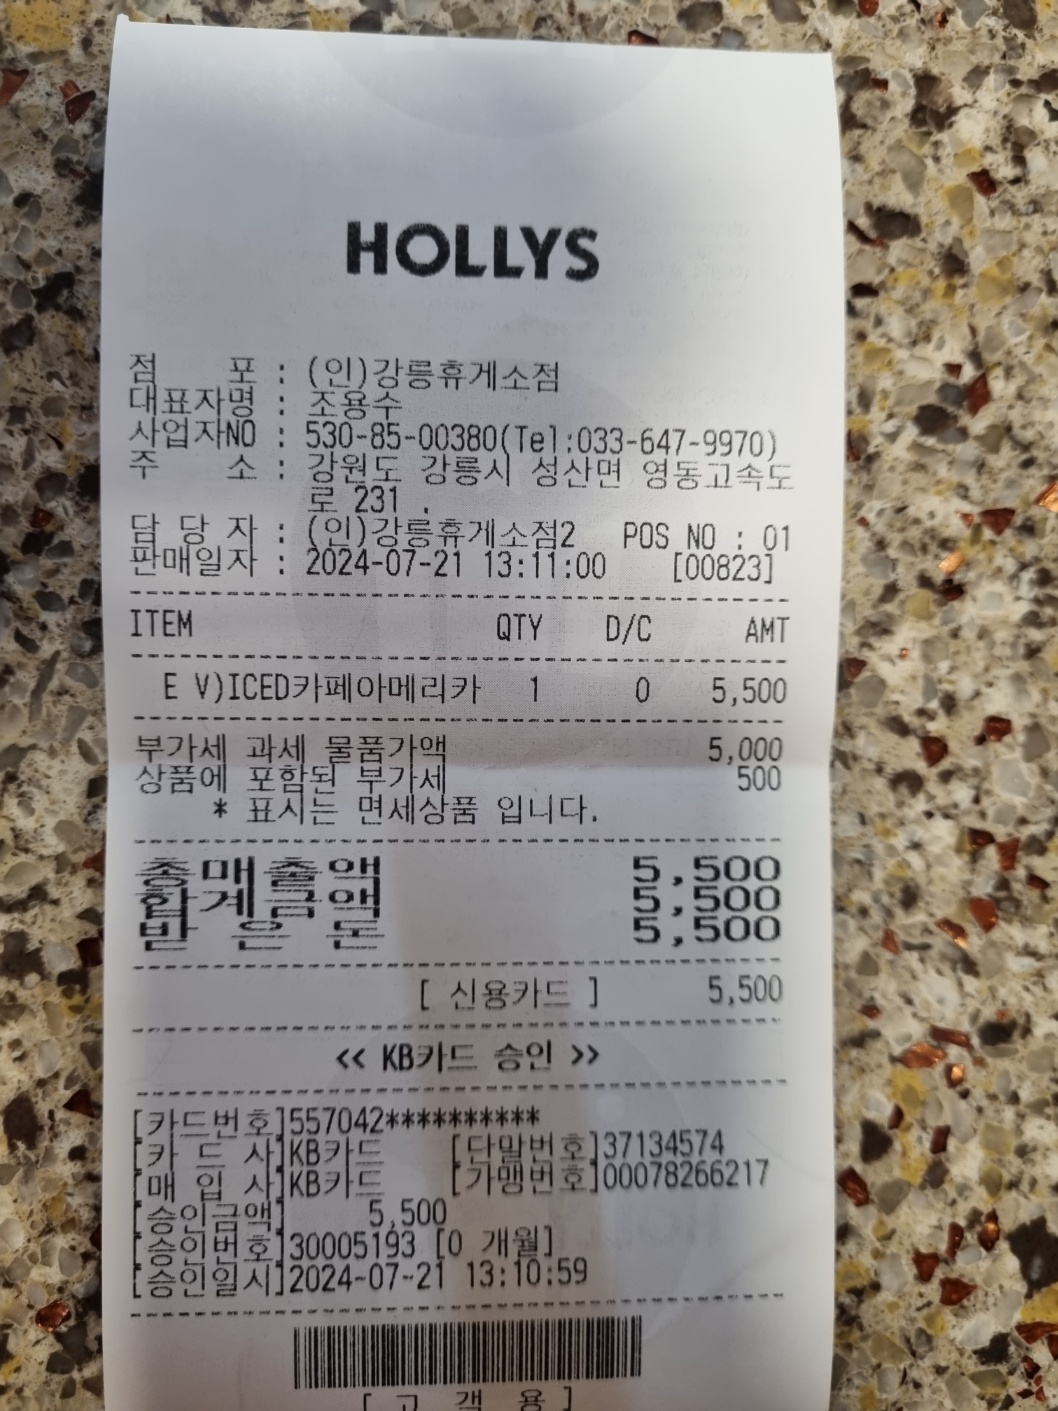 HOLLYS
점 포 : (인)강릉휴게소점
대표자명 : 조용수
사업자NO : 530-85-00380(Tel:033-647-9970)
주 소 : 강원도 강릉시 성산면 영동고속도
로 231 .
담 당 자 : (인)강릉휴게소점2 POS NO : 01
판매일자 : 2024-07-21 13:11:00 [00823]
ITEM QTY D/C AMT
E V)ICED카페아메리카 1 0 5,500
부가세 과세 물품가액 5,000
상품에 포함된 부가세 500
* 표시는 면세상품 입니다.
총매출액 5,500
합계금액 5,500
받 은 돈 5,500
[ 신용카드 ] 5,500
<< KB카드 승인 >>
[카드번호]557042**********
[카 드 사]KB카드 [단말번호]37134574
[매 입 사]KB카드 [가맹번호]00078266217
[승인금액] 5,500
[승인번호]30005193 [0 개월]
[승인일시]2024-07-21 13:10:59
[ 고 객 용 ]